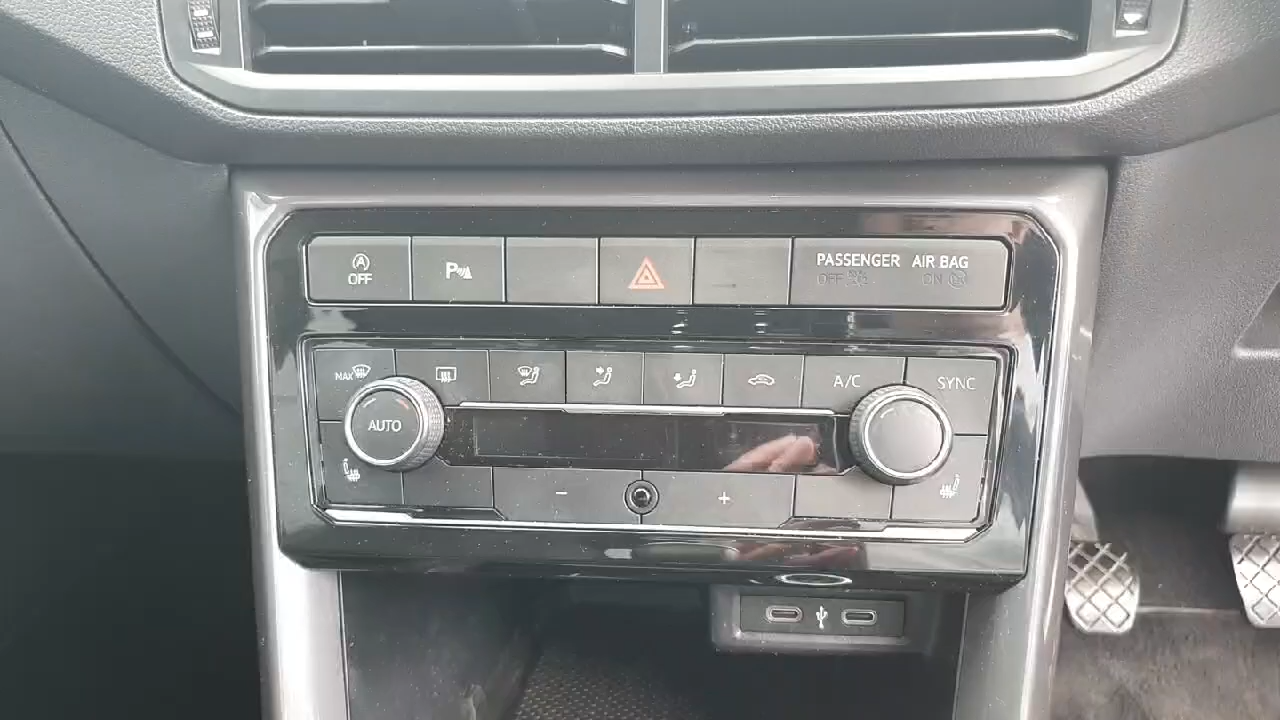 A
OFF
P
PASSENGER AIR BAG
OFF ON
MAX
A/C
SYNC
AUTO
- +